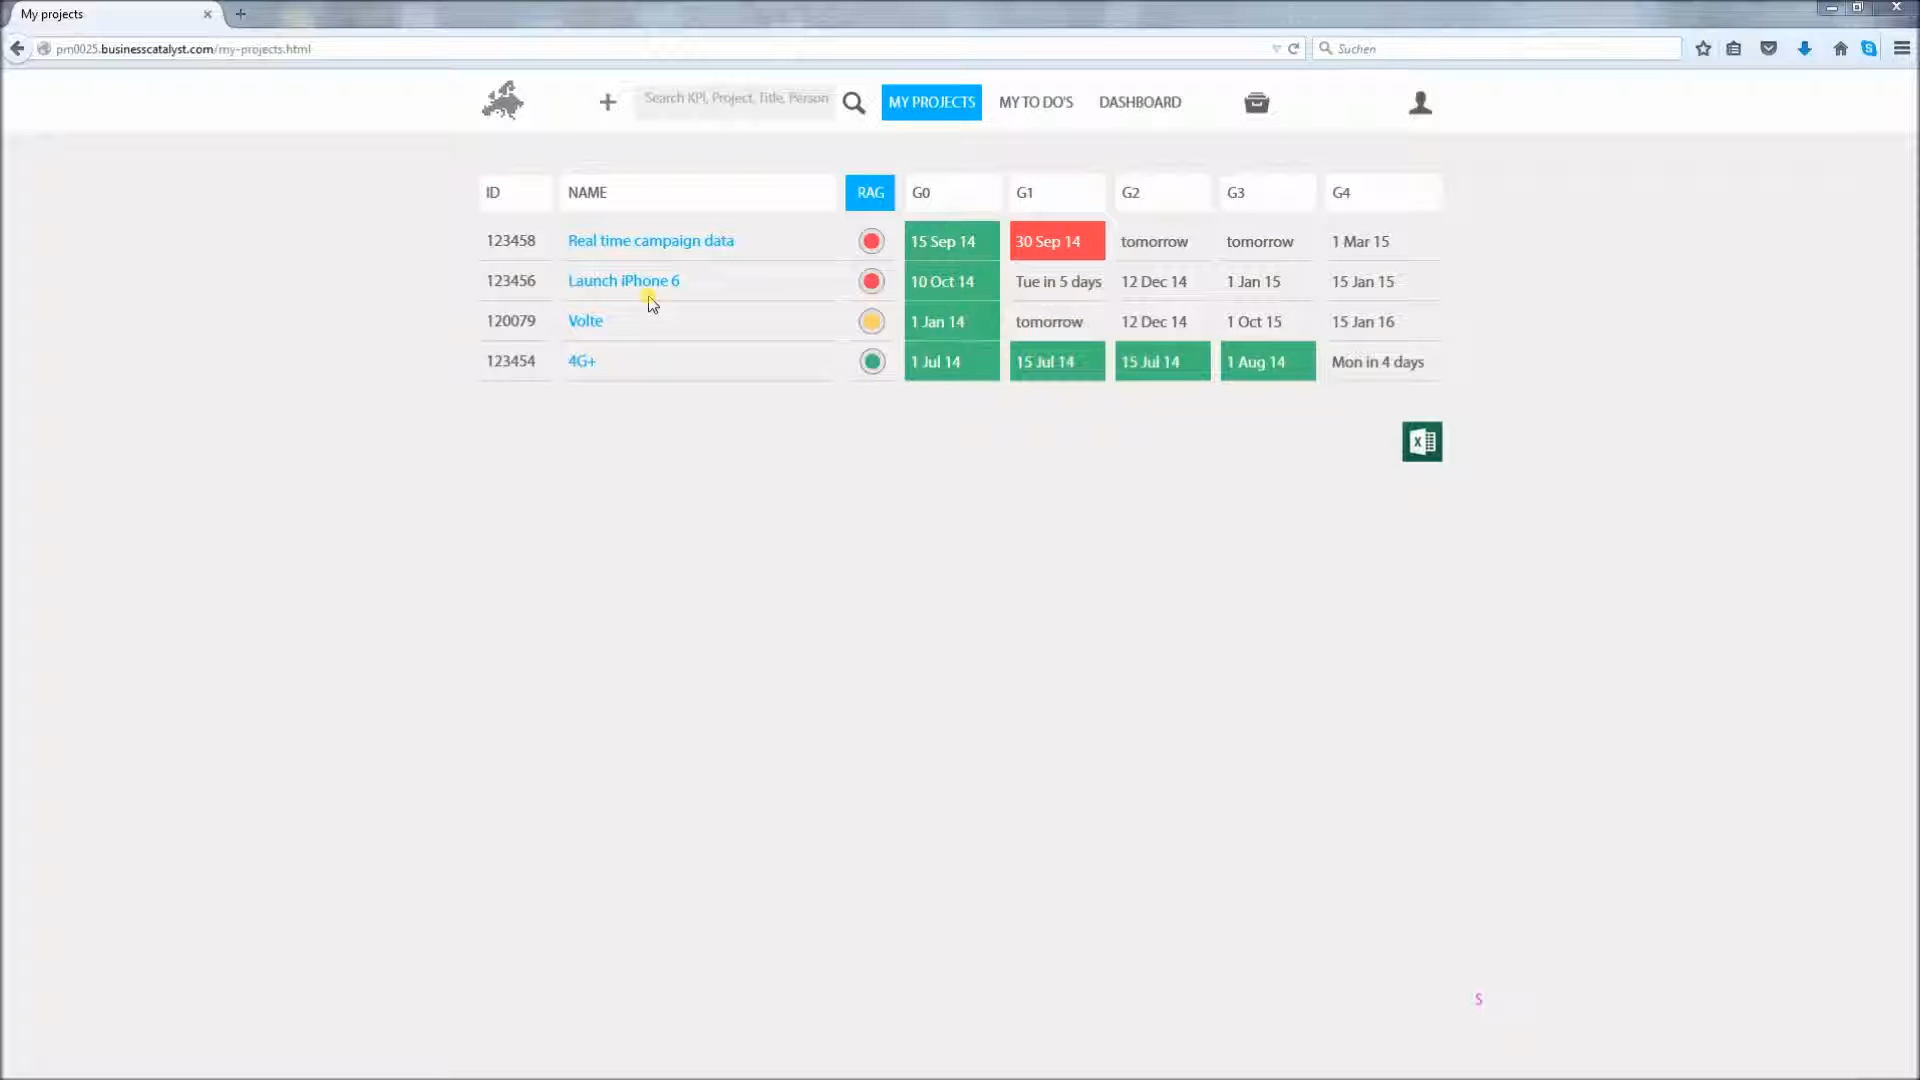 My projects
pm0025.businesscatalyst.com/my-projects.html
Suchen
Search KPI, Project, Title, Person
MY PROJECTS MY TO DO'S DASHBOARD
ID NAME RAG G0 G1 G2 G3 G4
123458 Real time campaign data 15 Sep 14 30 Sep 14 tomorrow tomorrow 1 Mar 15
123456 Launch iPhone 6 10 Oct 14 Tue in 5 days 12 Dec 14 1 Jan 15 15 Jan 15
120079 Volte 1 Jan 14 tomorrow 12 Dec 14 1 Oct 15 15 Jan 16
123454 4G+ 1 Jul 14 15 Jul 14 15 Jul 14 1 Aug 14 Mon in 4 days
S